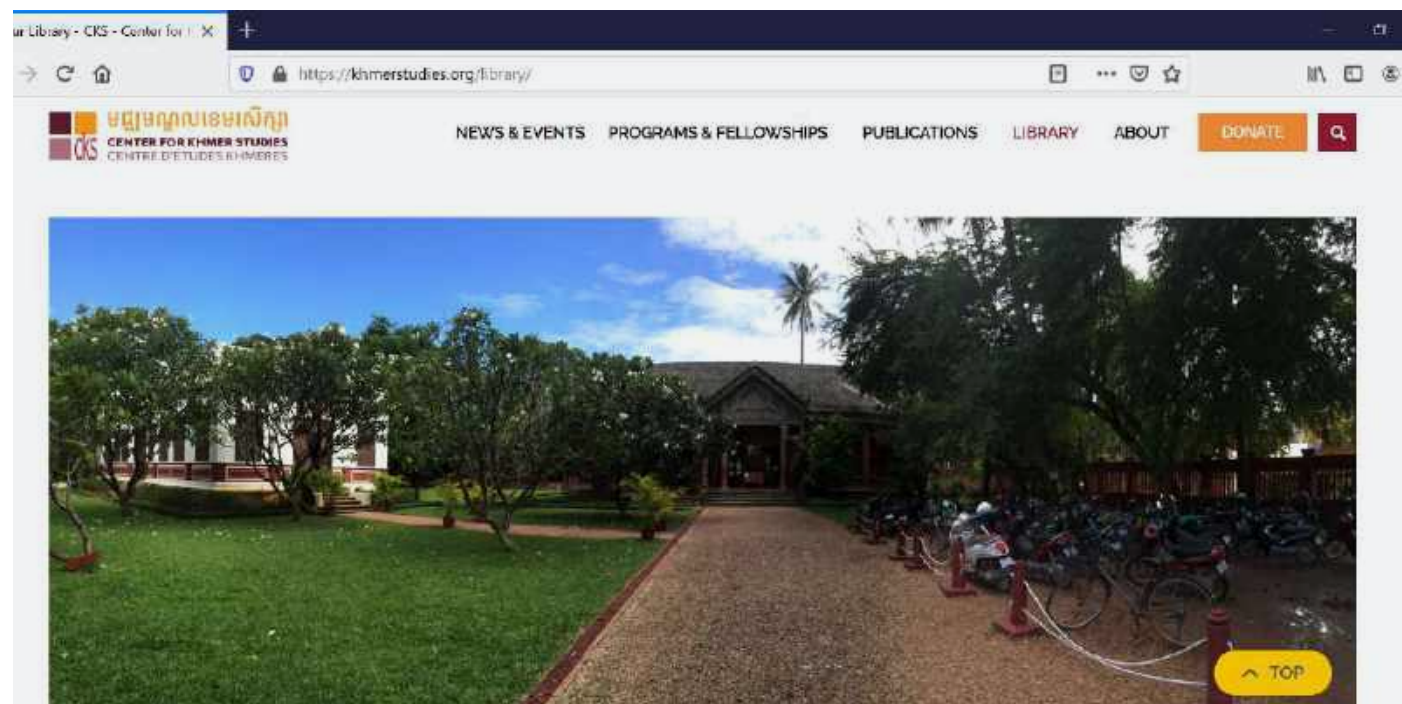 ur Library - CKS - Center for
https://khmerstudies.org/library/
មជ្ឈមណ្ឌលខេមរសិក្សា
CENTER FOR KHMER STUDIES
CENTRE D'ETUDES KHMERES
cks
NEWS & EVENTS PROGRAMS & FELLOWSHIPS PUBLICATIONS LIBRARY ABOUT DONATE
TOP